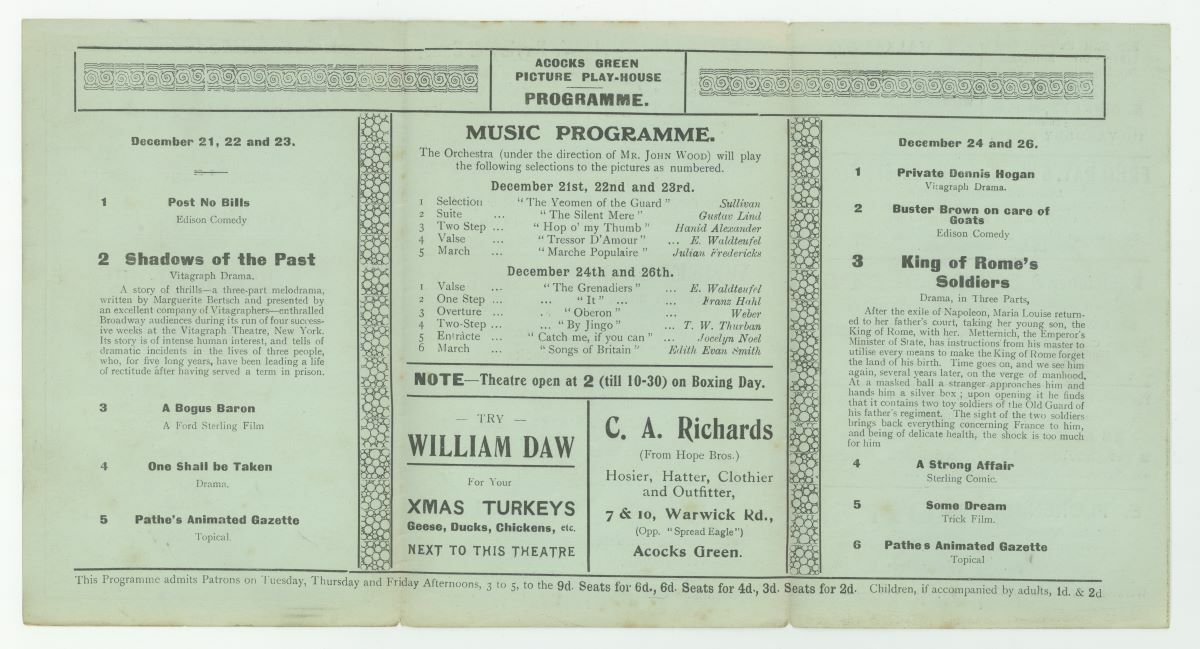 ACOCKS GREEN
PICTURE PLAY-HOUSE
PROGRAMME.
December 21, 22 and 23.
1 Post No Bills
Edison Comedy
2 Shadows of the Past
Vitagraph Drama.
A story of thrills—a three-part melodrama,
written by Marguerite Bertsch and presented by
an excellent company of Vitagraphers—enthralled
Broadway audiences during its run of four success-
ive weeks at the Vitagraph Theatre, New York.
Its story is of intense human interest, and tells of
dramatic incidents in the lives of three people,
who, for five long years, have been leading a life
of rectitude after having served a term in prison.
3 A Bogus Baron
A Ford Sterling Film
4 One Shall be Taken
Drama.
5 Pathe's Animated Gazette
Topical
MUSIC PROGRAMME.
The Orchestra (under the direction of MR. JOHN WOOD) will play
the following selections to the pictures as numbered.
December 21st, 22nd and 23rd.
1 Selection "The Yeomen of the Guard" Sullivan
2 Suite ... "The Silent Mere" Gustav Lind
3 Two Step ... "Hop o' my Thumb" Hanid Alexander
4 Valse ... "Tressor D'Amour" ... E. Waldteufel
5 March ... "Marche Populaire" Julian Fredericks
December 24th and 26th.
1 Valse ... "The Grenadiers" ... E. Waldteufel
2 One Step ... "It" ... ... Franz Hahl
3 Overture ... "Oberon" ... Weber
4 Two-Step ... "By Jingo" ... T. W. Thurban
5 Entracte ... "Catch me, if you can" ... Jocelyn Noel
6 March ... "Songs of Britain" Edith Evan Smith
NOTE—Theatre open at 2 (till 10-30) on Boxing Day.
— TRY —
WILLIAM DAW
For Your
XMAS TURKEYS
Geese, Ducks, Chickens, etc.
NEXT TO THIS THEATRE
C. A. Richards
(From Hope Bros.)
Hosier, Hatter, Clothier
and Outfitter,
7 & 10, Warwick Rd.,
(Opp. "Spread Eagle")
Acocks Green.
December 24 and 26.
1 Private Dennis Hogan
Vitagraph Drama.
2 Buster Brown on care of
Goats
Edison Comedy
3 King of Rome's
Soldiers
Drama, in Three Parts,
After the exile of Napoleon, Maria Louise return-
ed to her father's court, taking her young son, the
King of Rome, with her. Metternich, the Emperor's
Minister of State, has instructions from his master to
utilise every means to make the King of Rome forget
the land of his birth. Time goes on, and we see him
again, several years later, on the verge of manhood.
At a masked ball a stranger approaches him and
hands him a silver box; upon opening it he finds
that it contains two toy soldiers of the Old Guard of
his father's regiment. The sight of the two soldiers
brings back everything concerning France to him,
and being of delicate health, the shock is too much
for him
4 A Strong Affair
Sterling Comic.
5 Some Dream
Trick Film.
6 Pathe s Animated Gazette
Topical
This Programme admits Patrons on Tuesday, Thursday and Friday Afternoons, 3 to 5, to the 9d. Seats for 6d., 6d. Seats for 4d., 3d. Seats for 2d. Children, if accompanied by adults, 1d. & 2d